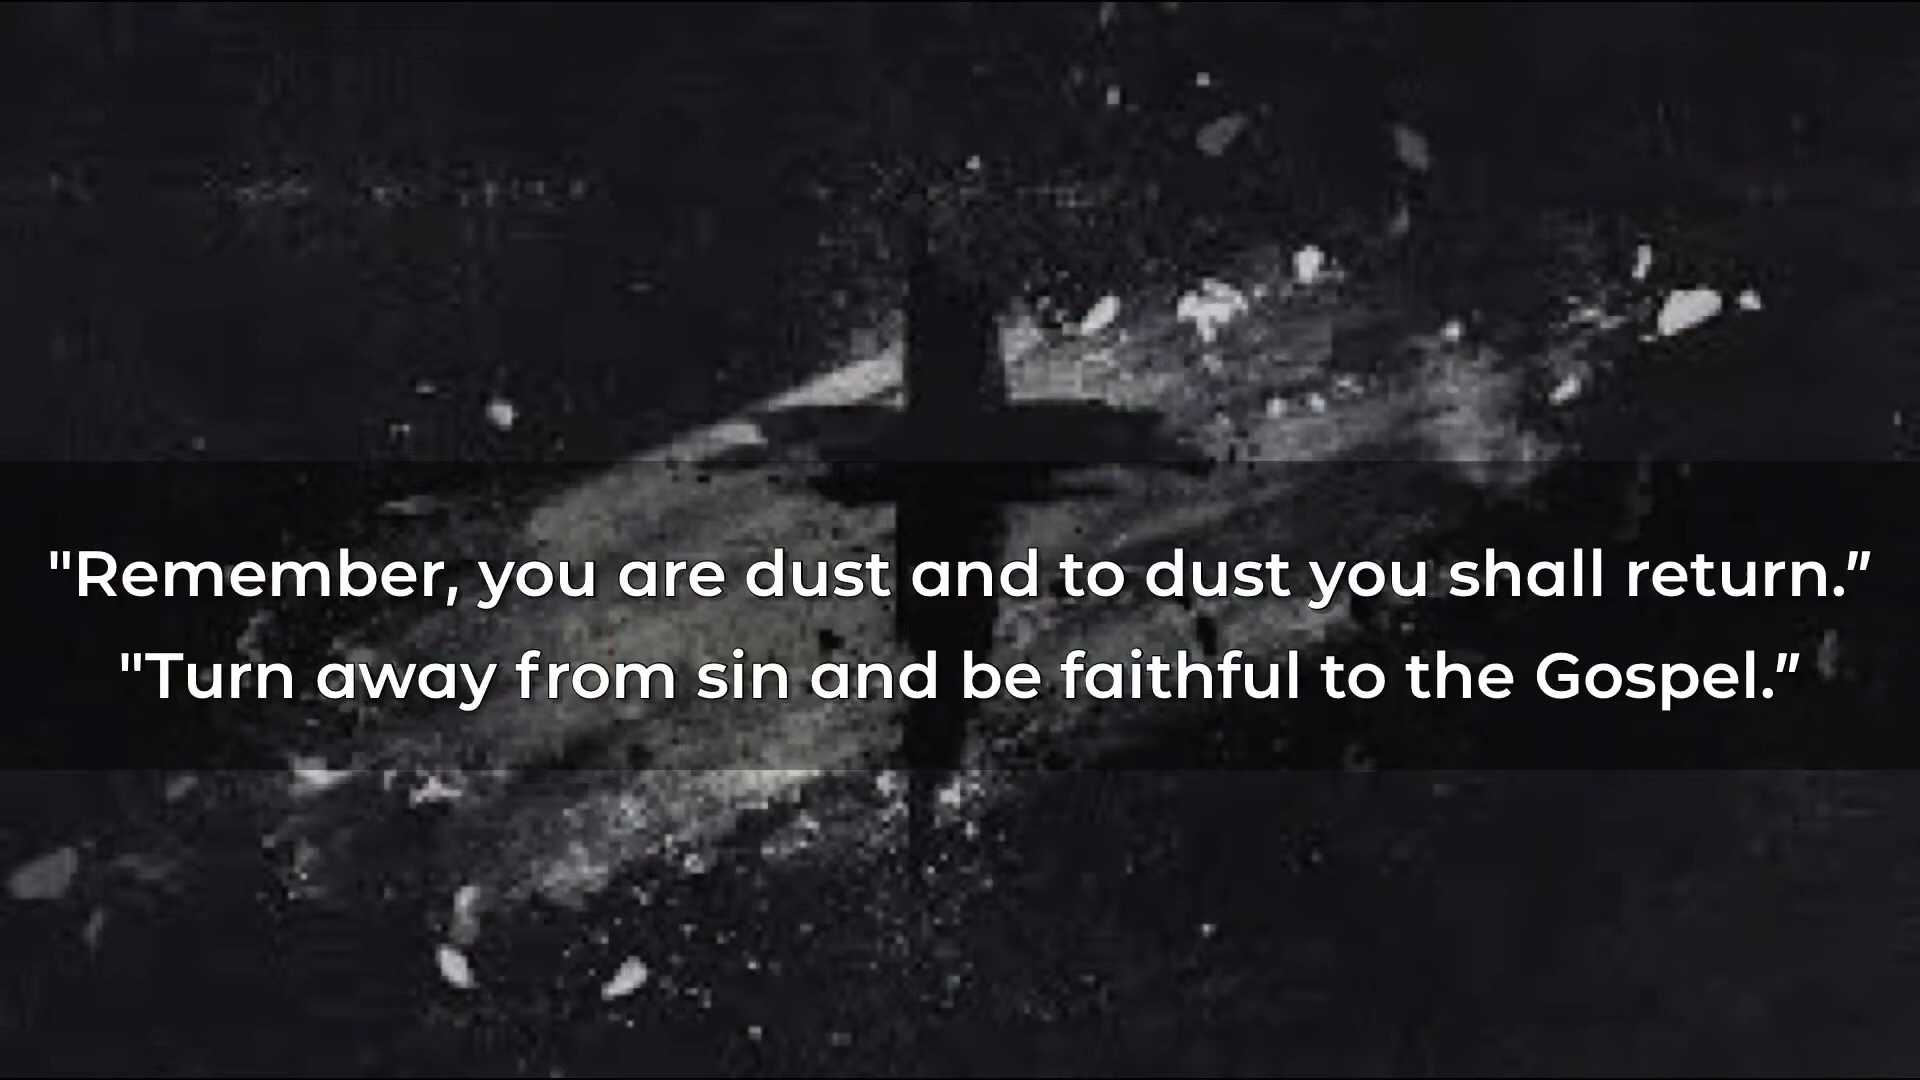 "Remember, you are dust and to dust you shall return.”
"Turn away from sin and be faithful to the Gospel.”